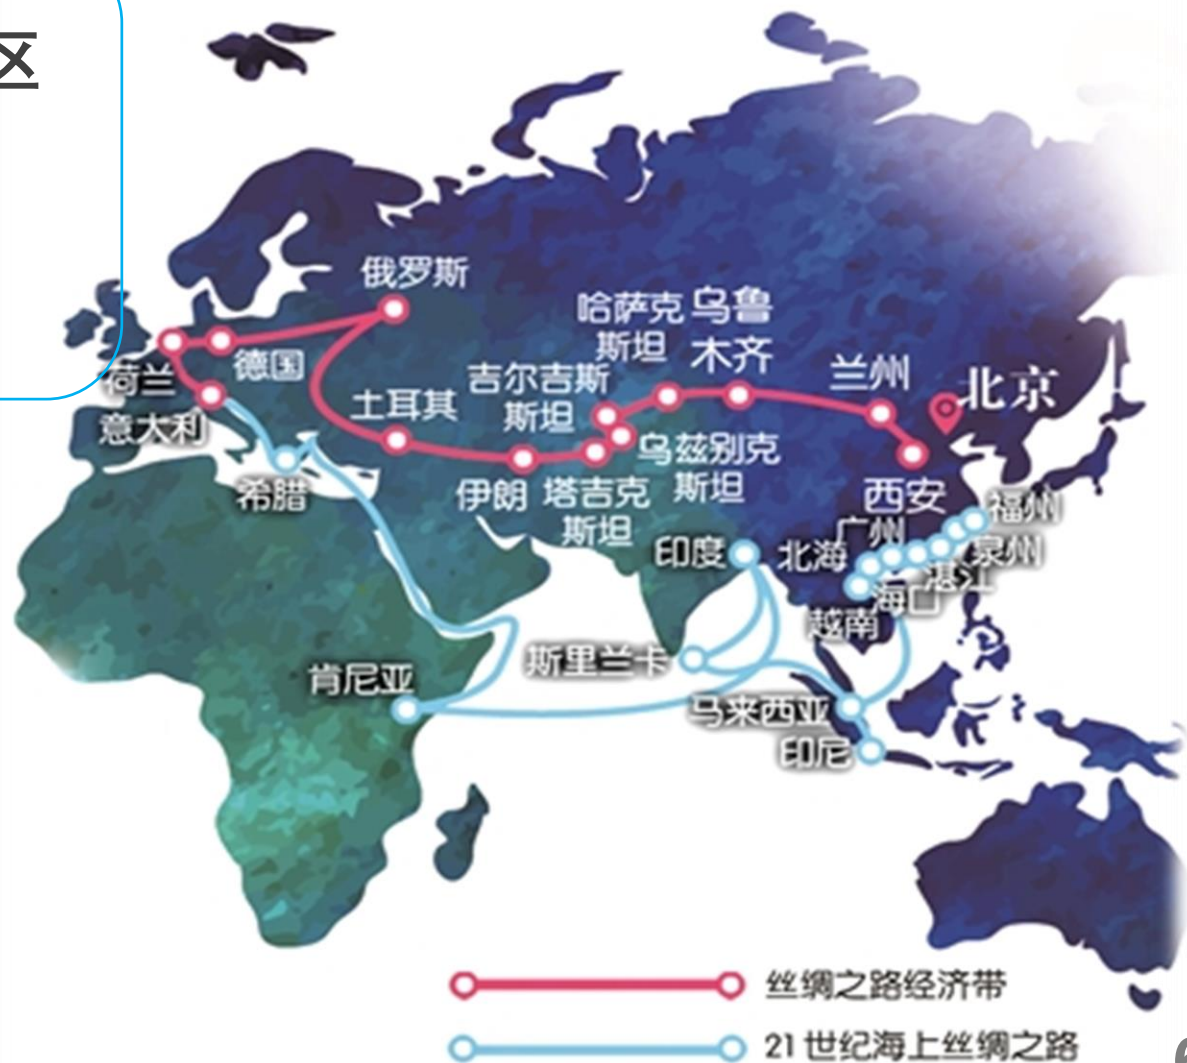 区
俄罗斯
哈萨克
斯坦
乌鲁
木齐
德国
荷兰
吉尔吉斯
斯坦
兰州
北京
土耳其
意大利
乌兹别克
斯坦
希腊
伊朗
塔吉克
斯坦
西安
福州
广州
泉州
印度
北海
湛江
海口
越南
斯里兰卡
肯尼亚
马来西亚
印尼
丝绸之路经济带
21世纪海上丝绸之路